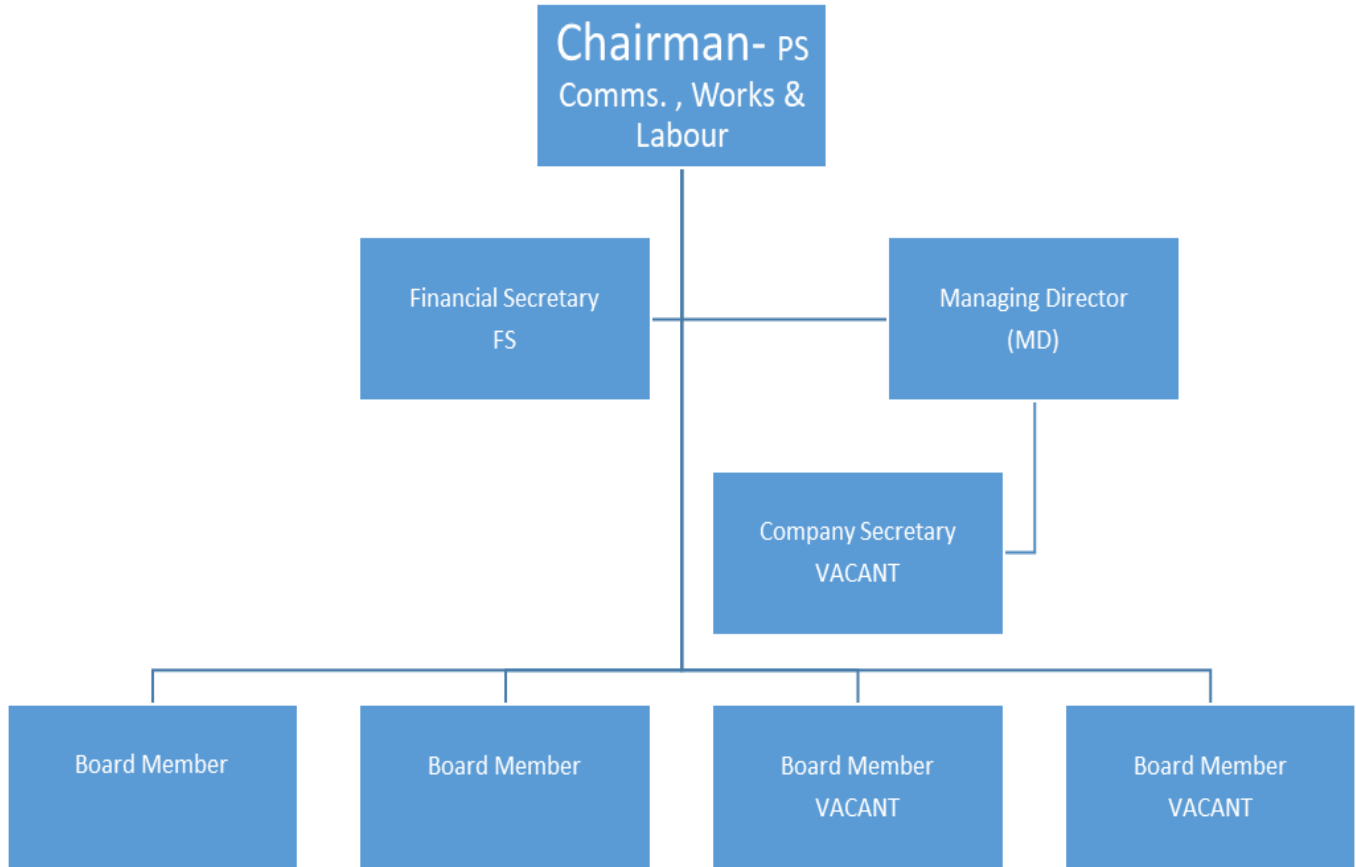 Chairman- PS
Comms. , Works &
Labour
Financial Secretary
FS
Managing Director
(MD)
Company Secretary
VACANT
Board Member
Board Member
Board Member
VACANT
Board Member
VACANT